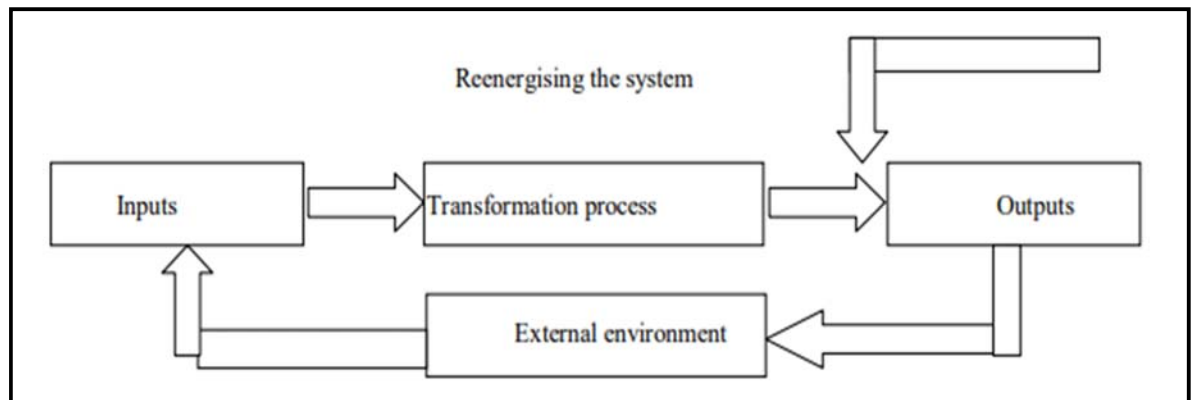 Reenergising the system
Inputs
Transformation process
Outputs
External environment